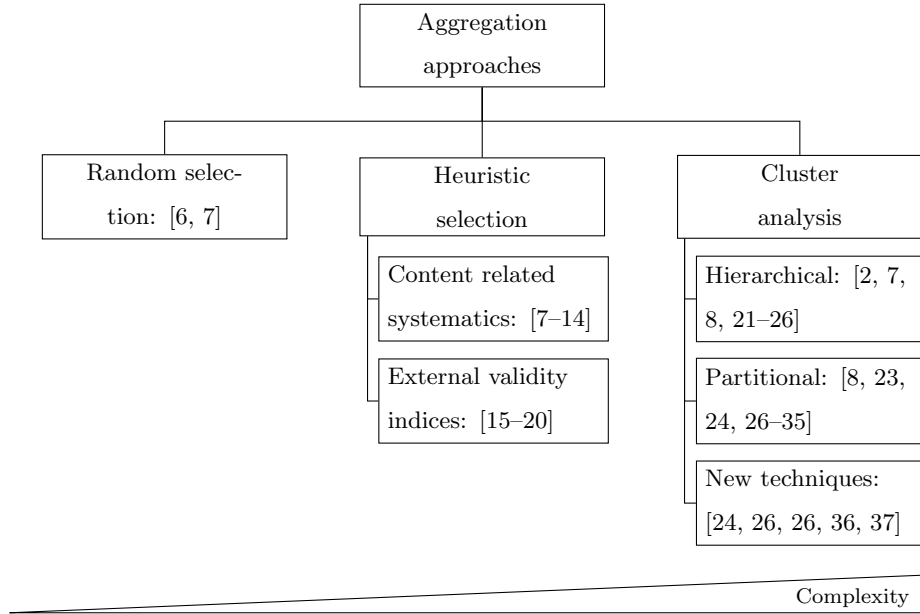 Aggregation
approaches
Random selec-
tion: [6, 7]
Heuristic
selection
Content related
systematics: [7–14]
External validity
indices: [15–20]
Cluster
analysis
Hierarchical: [2, 7,
8, 21–26]
Partitional: [8, 23,
24, 26–35]
New techniques:
[24, 26, 26, 36, 37]
Complexity